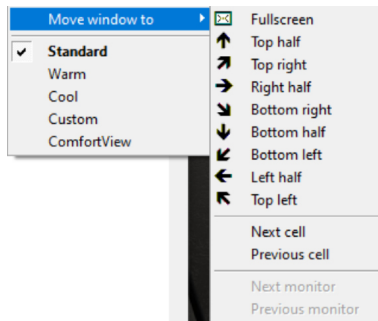 Move window to
Standard
Warm
Cool
Custom
ComfortView
Fullscreen
Top half
Top right
Right half
Bottom right
Bottom half
Bottom left
Left half
Top left
Next cell
Previous cell
Next monitor
Previous monitor